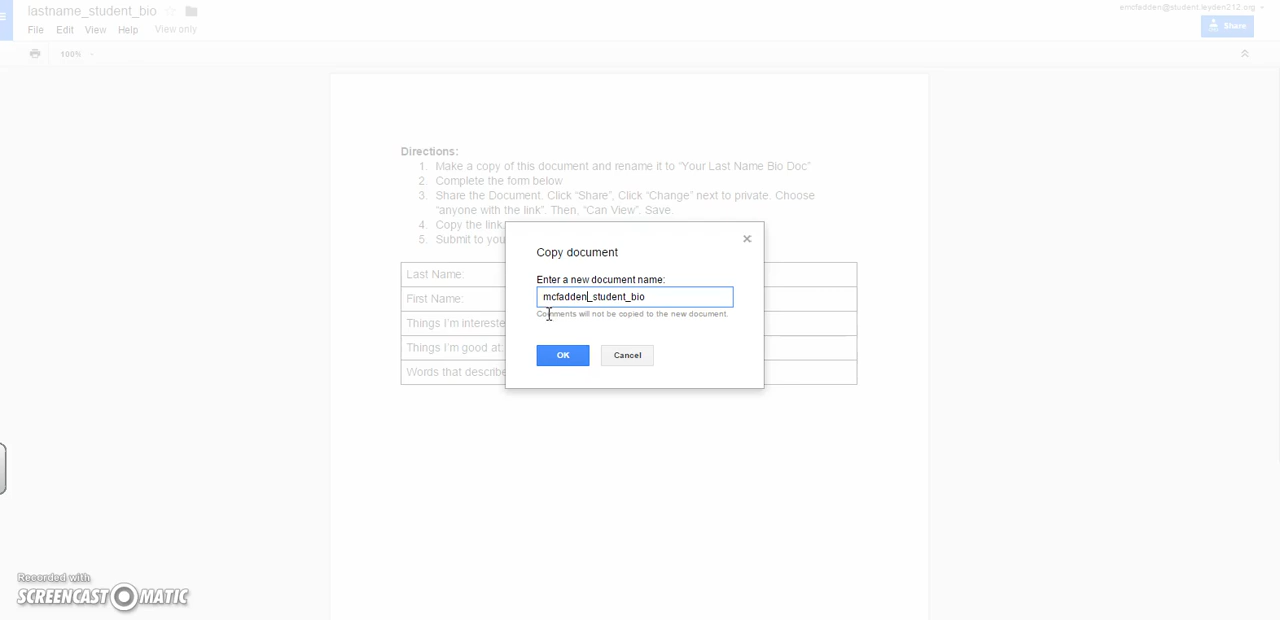 lastname_student_bio
emcfadden@student.leyden212.org
File Edit View Help View only
Share
100%
Directions:
1. Make a copy of this document and rename it to "Your Last Name Bio Doc"
2. Complete the form below
3. Share the Document. Click "Share", Click "Change" next to private. Choose
"anyone with the link". Then, "Can View". Save.
4. Copy the link
5. Submit to you
Copy document
Enter a new document name:
mcfadden_student_bio
Comments will not be copied to the new document.
OK Cancel
Last Name:
First Name:
Things I'm intereste
Things I'm good at:
Words that describe
Recorded with
SCREENCAST-O-MATIC